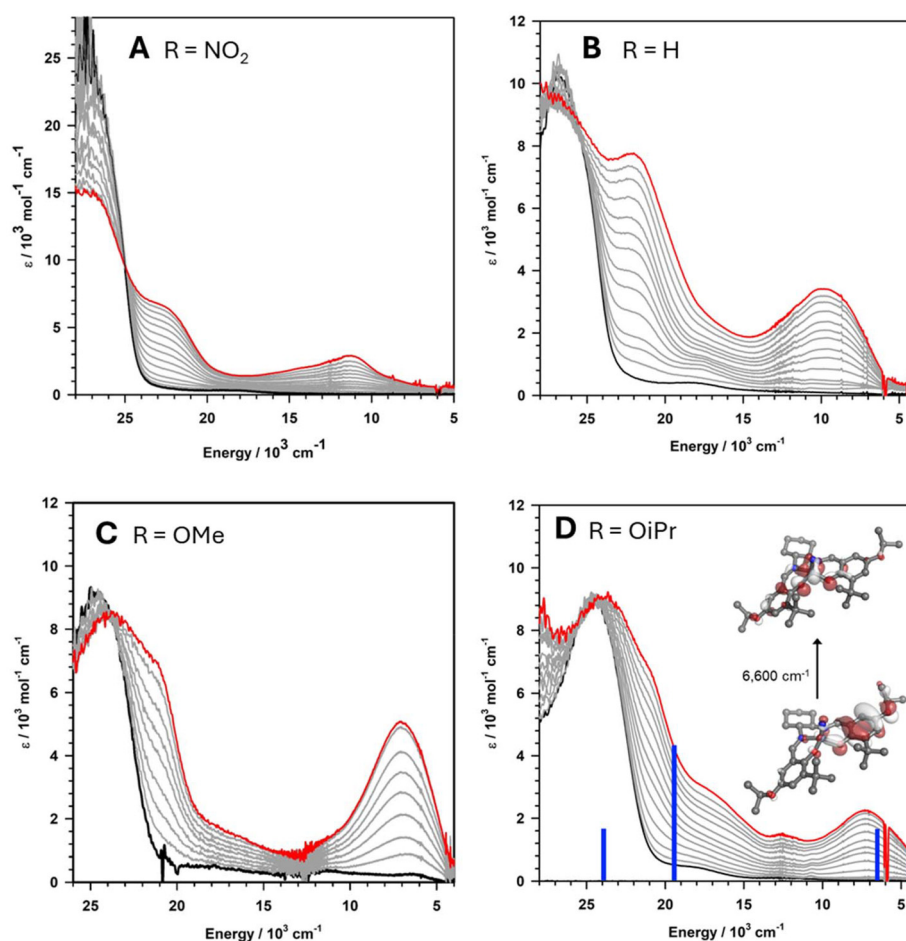 A R = NO₂
ε / 10³ mol⁻¹ cm⁻¹
25
20
15
10
5
0
25 20 15 10 5
Energy / 10³ cm⁻¹
B R = H
ε / 10³ mol⁻¹ cm⁻¹
12
10
8
6
4
2
0
25 20 15 10 5
Energy / 10³ cm⁻¹
C R = OMe
ε / 10³ mol⁻¹ cm⁻¹
12
10
8
6
4
2
0
25 20 15 10 5
Energy / 10³ cm⁻¹
D R = OiPr
6,600 cm⁻¹
ε / 10³ mol⁻¹ cm⁻¹
12
10
8
6
4
2
0
25 20 15 10 5
Energy / 10³ cm⁻¹